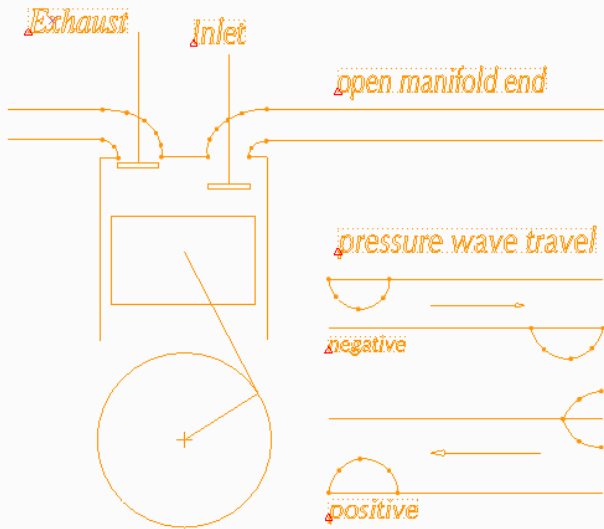 Exhaust
Inlet
open manifold end
pressure wave travel
negative
positive